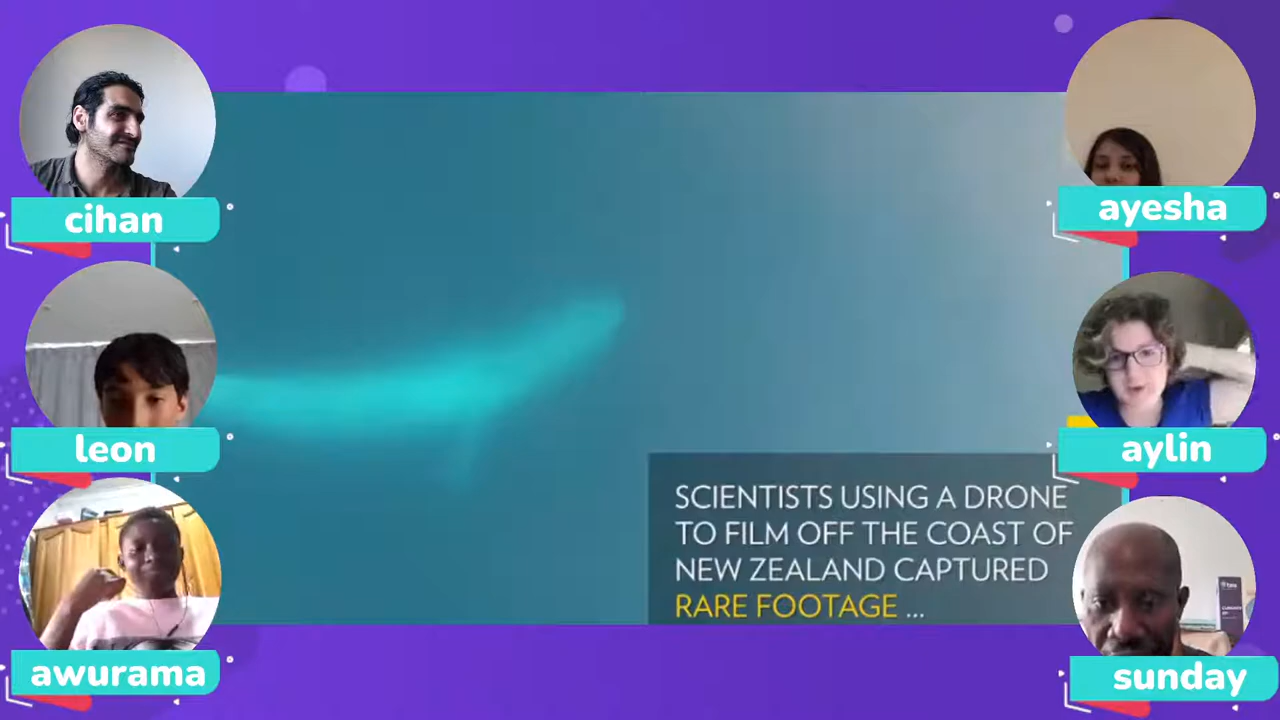 cihan
ayesha
leon
aylin
SCIENTISTS USING A DRONE
TO FILM OFF THE COAST OF
NEW ZEALAND CAPTURED
RARE FOOTAGE ...
awurama
sunday